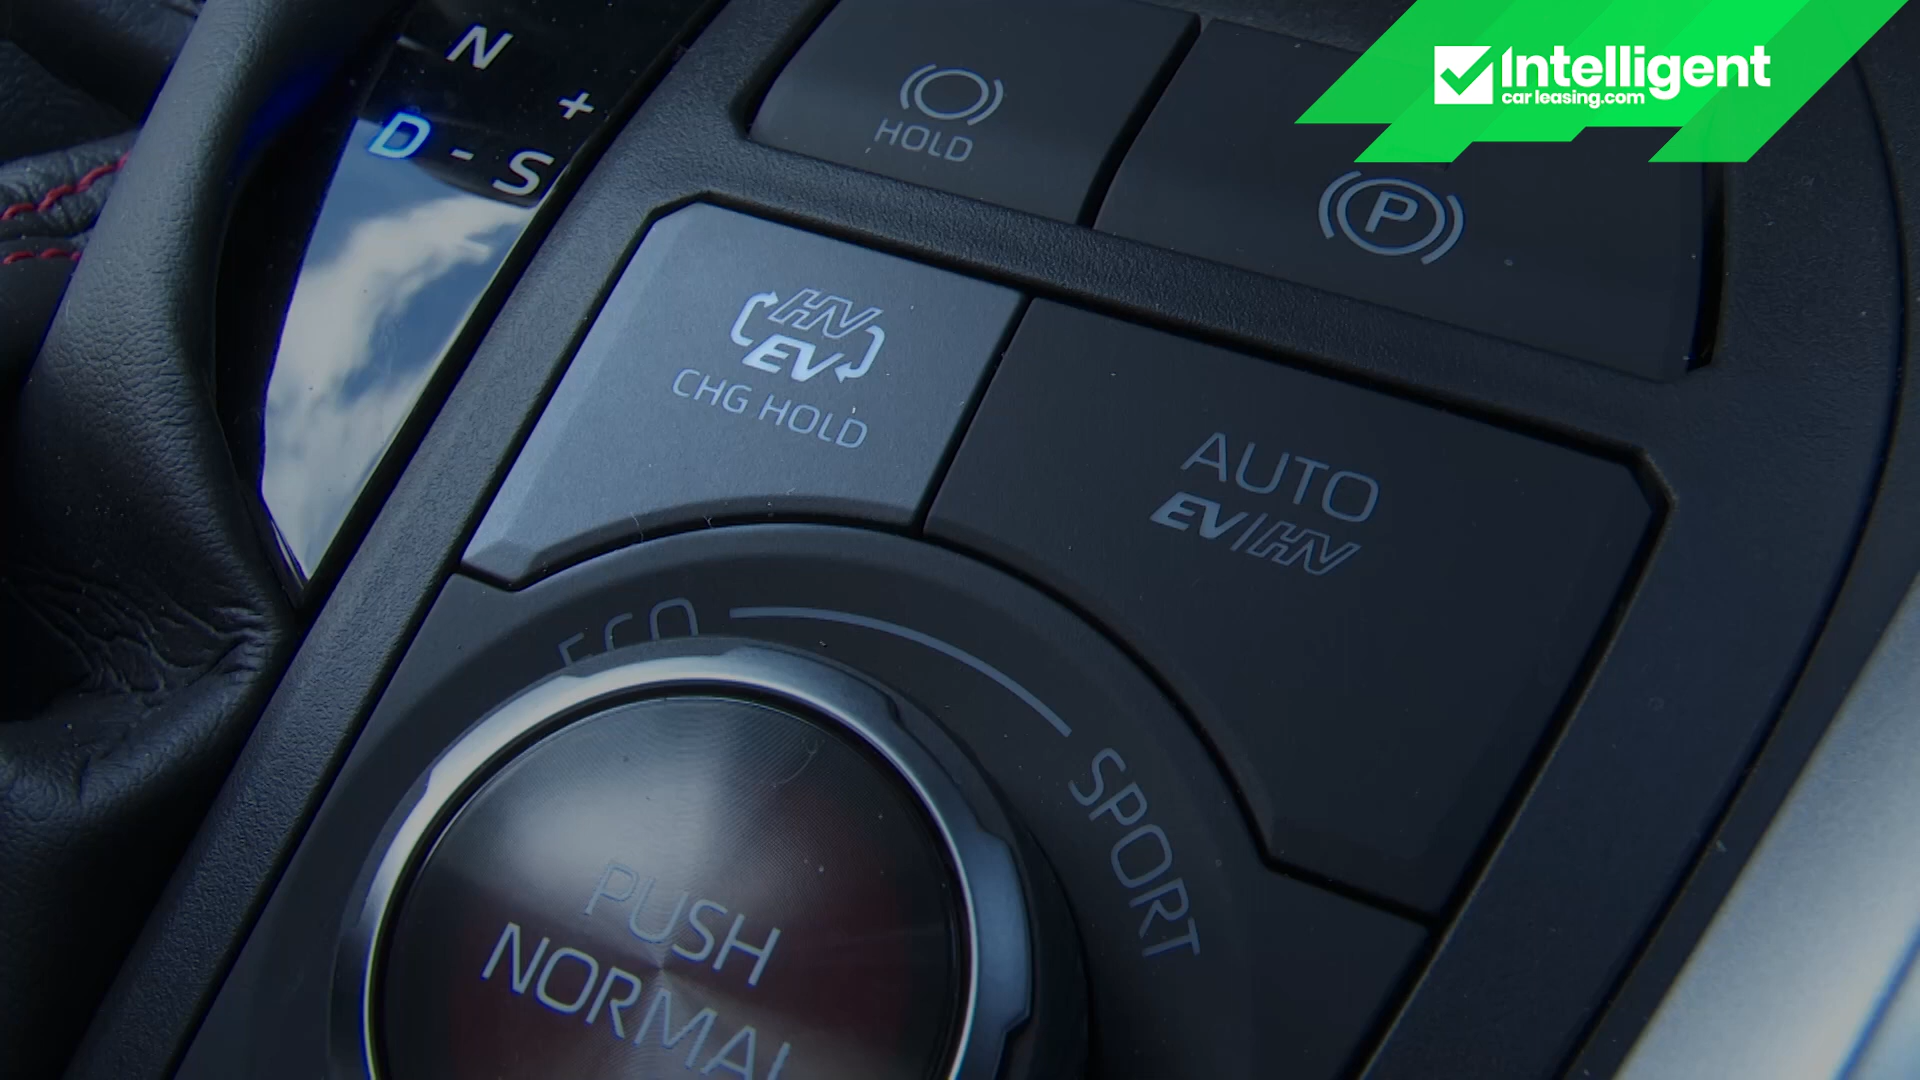 Intelligent
carleasing.com
N
+
D - S
HOLD
P
HV
EV
CHG HOLD
AUTO
EV|HV
ECO
SPORT
PUSH
NORMAL